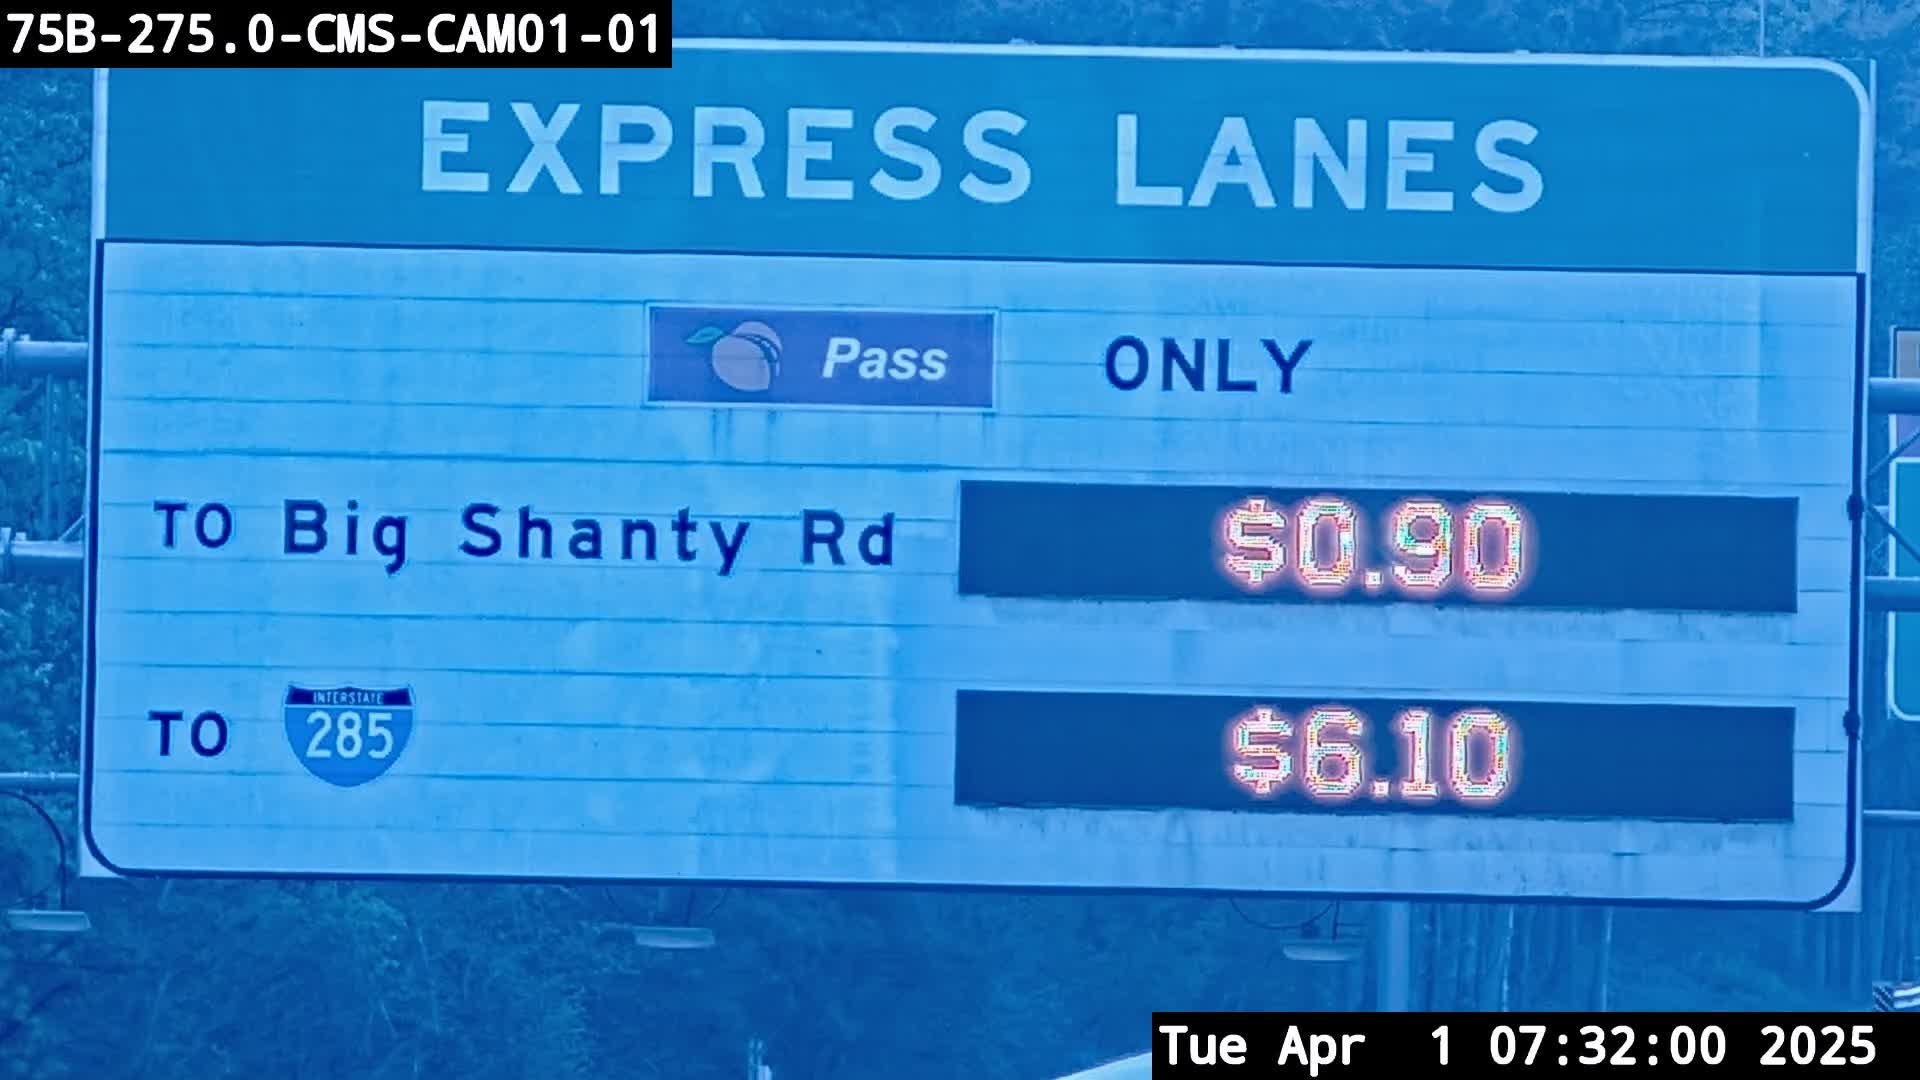 75B-275.0-CMS-CAM01-01
EXPRESS LANES
Pass ONLY
TO Big Shanty Rd $0.90
INTERSTATE
TO 285 $6.10
Tue Apr 1 07:32:00 2025